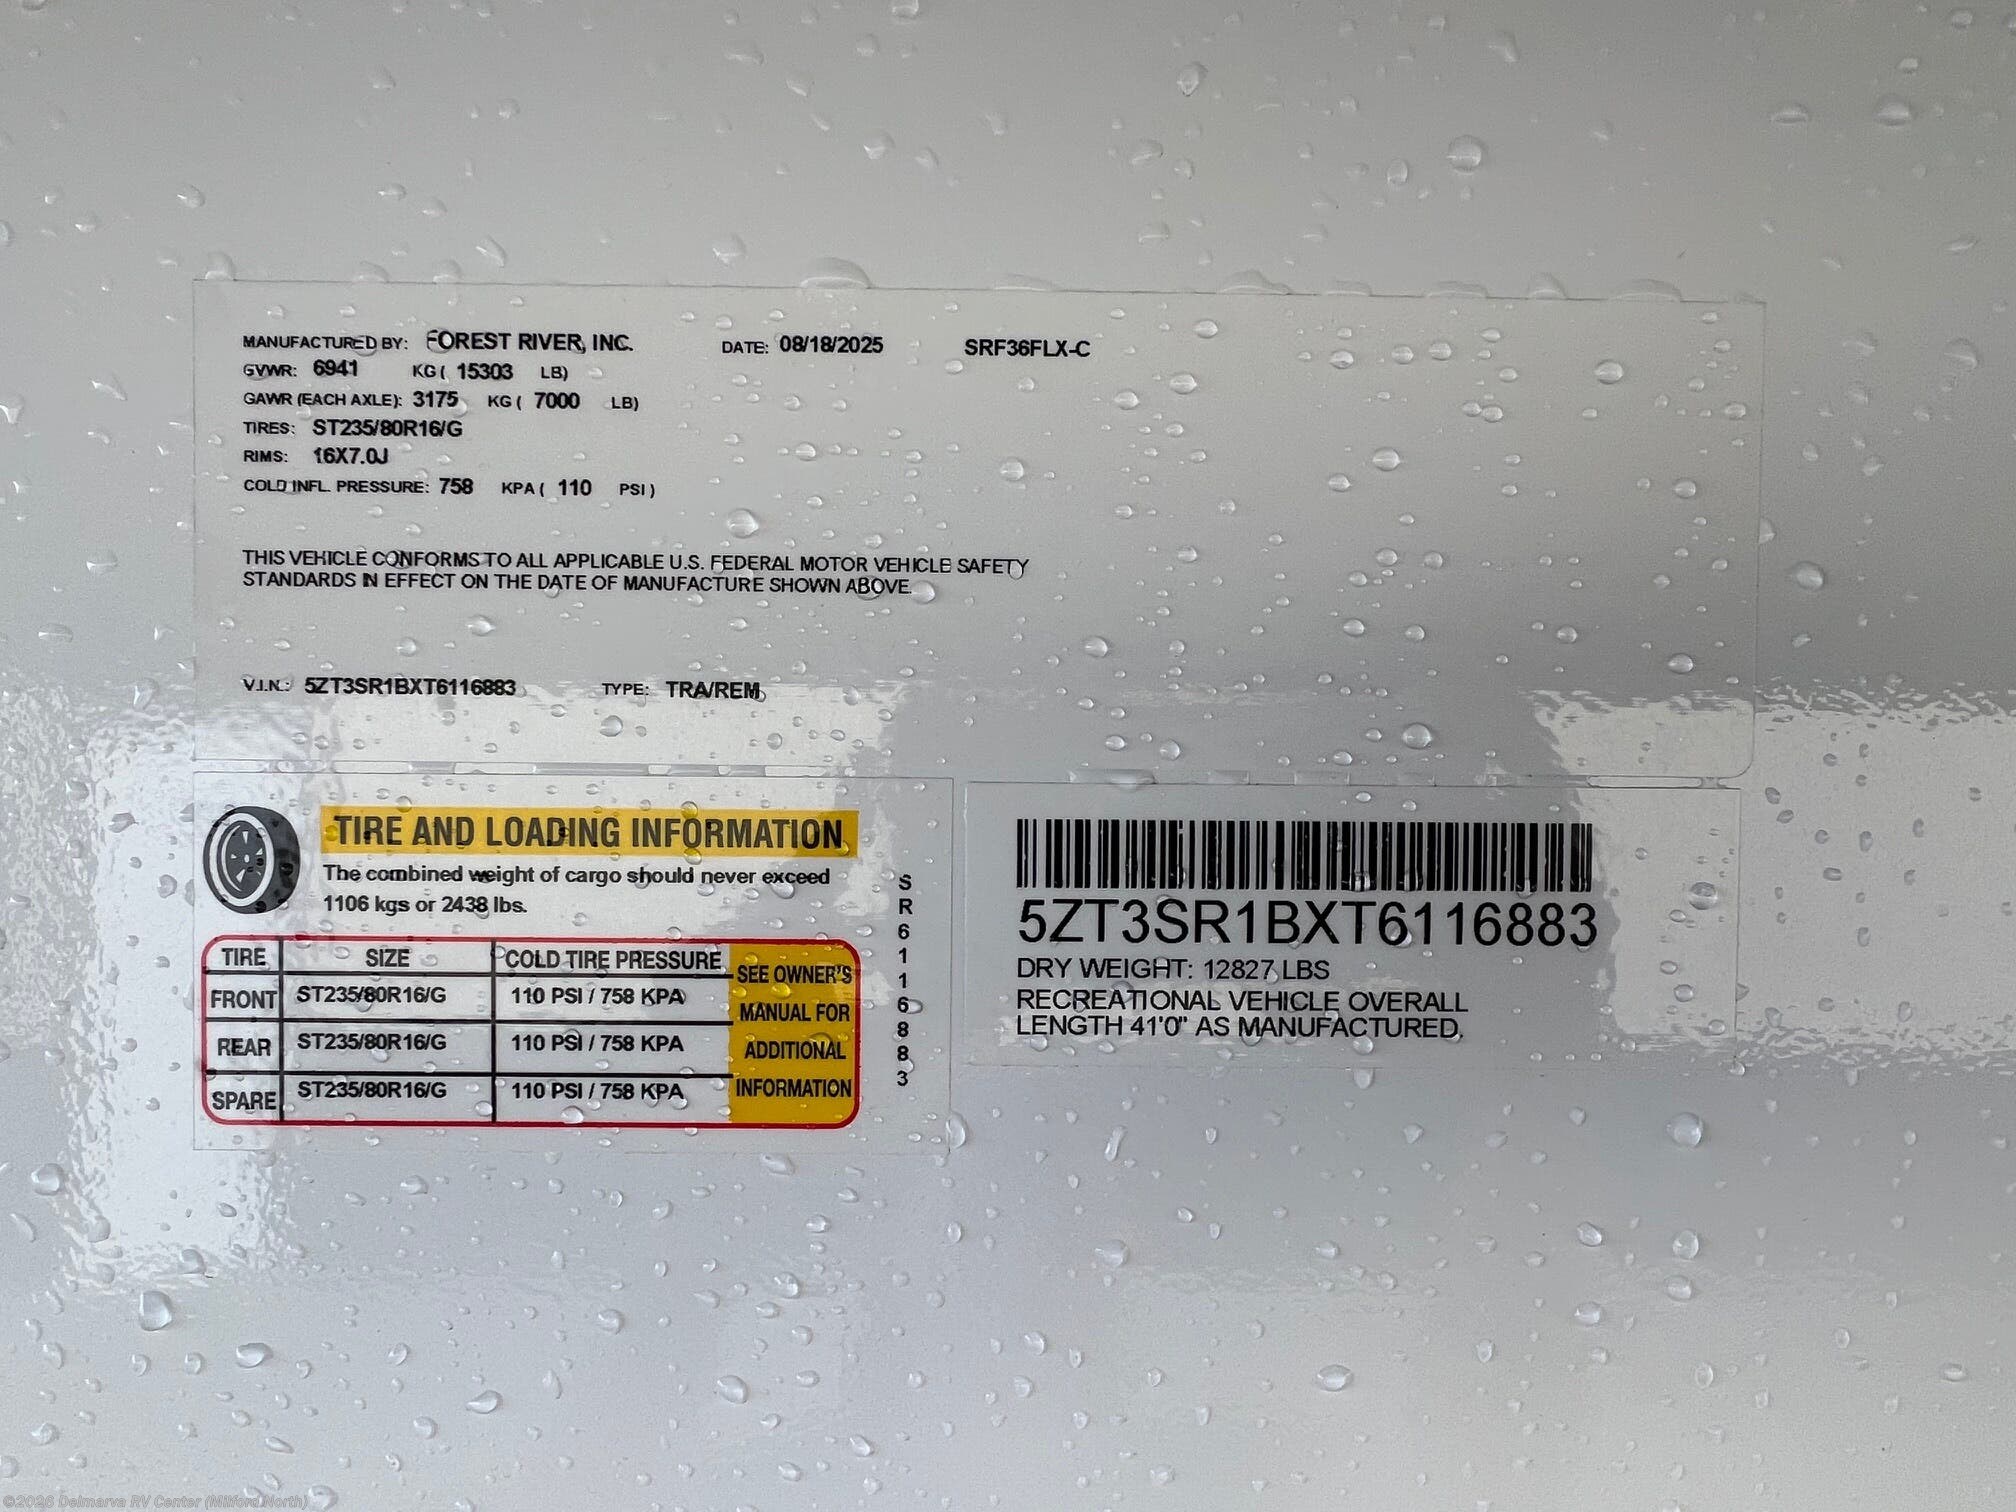 MANUFACTURED BY: FOREST RIVER, INC. DATE: 08/18/2025 SRF36FLX-C
GVWR: 6941 KG ( 15303 LB)
GAWR (EACH AXLE): 3175 KG ( 7000 LB)
TIRES: ST235/80R16/G
RIMS: 16X7.0J
COLD INFL. PRESSURE: 758 KPA ( 110 PSI )
THIS VEHICLE CONFORMS TO ALL APPLICABLE U.S. FEDERAL MOTOR VEHICLE SAFETY
STANDARDS IN EFFECT ON THE DATE OF MANUFACTURE SHOWN ABOVE.
V.I.N.: 5ZT3SR1BXT6116883 TYPE: TRA/REM
TIRE AND LOADING INFORMATION
The combined weight of cargo should never exceed
1106 kgs or 2438 lbs.
TIRE SIZE COLD TIRE PRESSURE
FRONT ST235/80R16/G 110 PSI / 758 KPA
REAR ST235/80R16/G 110 PSI / 758 KPA
SPARE ST235/80R16/G 110 PSI / 758 KPA
SEE OWNER'S
MANUAL FOR
ADDITIONAL
INFORMATION
SR6116883
5ZT3SR1BXT6116883
DRY WEIGHT: 12827 LBS
RECREATIONAL VEHICLE OVERALL
LENGTH 41'0" AS MANUFACTURED.
©2026 Delmarva RV Center (Milford North)